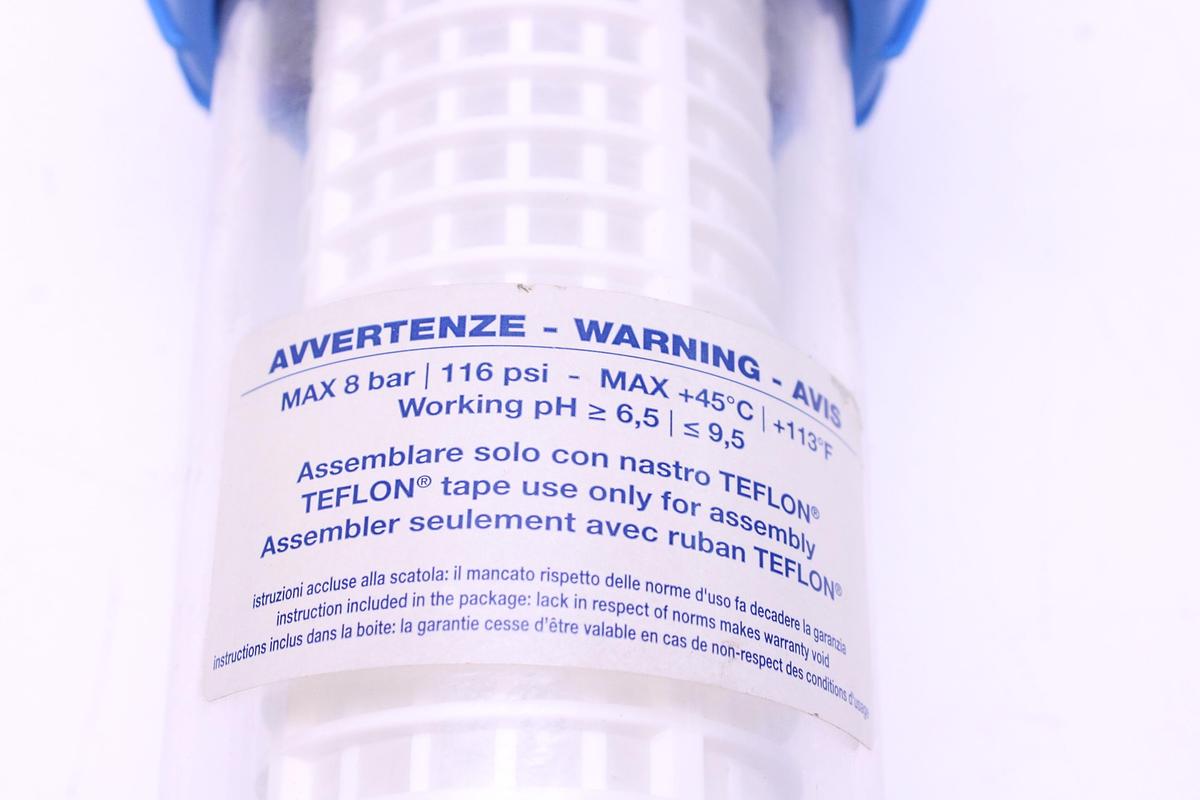 AVVERTENZE - WARNING - AVIS
MAX 8 bar | 116 psi - MAX +45°C | +113°F
Working pH ≥ 6,5 | ≤ 9,5
Assemblare solo con nastro TEFLON®
TEFLON® tape use only for assembly
Assembler seulement avec ruban TEFLON®
istruzioni accluse alla scatola: il mancato rispetto delle norme d'uso fa decadere la garanzia
instruction included in the package: lack in respect of norms makes warranty void
instructions inclus dans la boite: la garantie cesse d'être valable en cas de non-respect des conditions d'usage